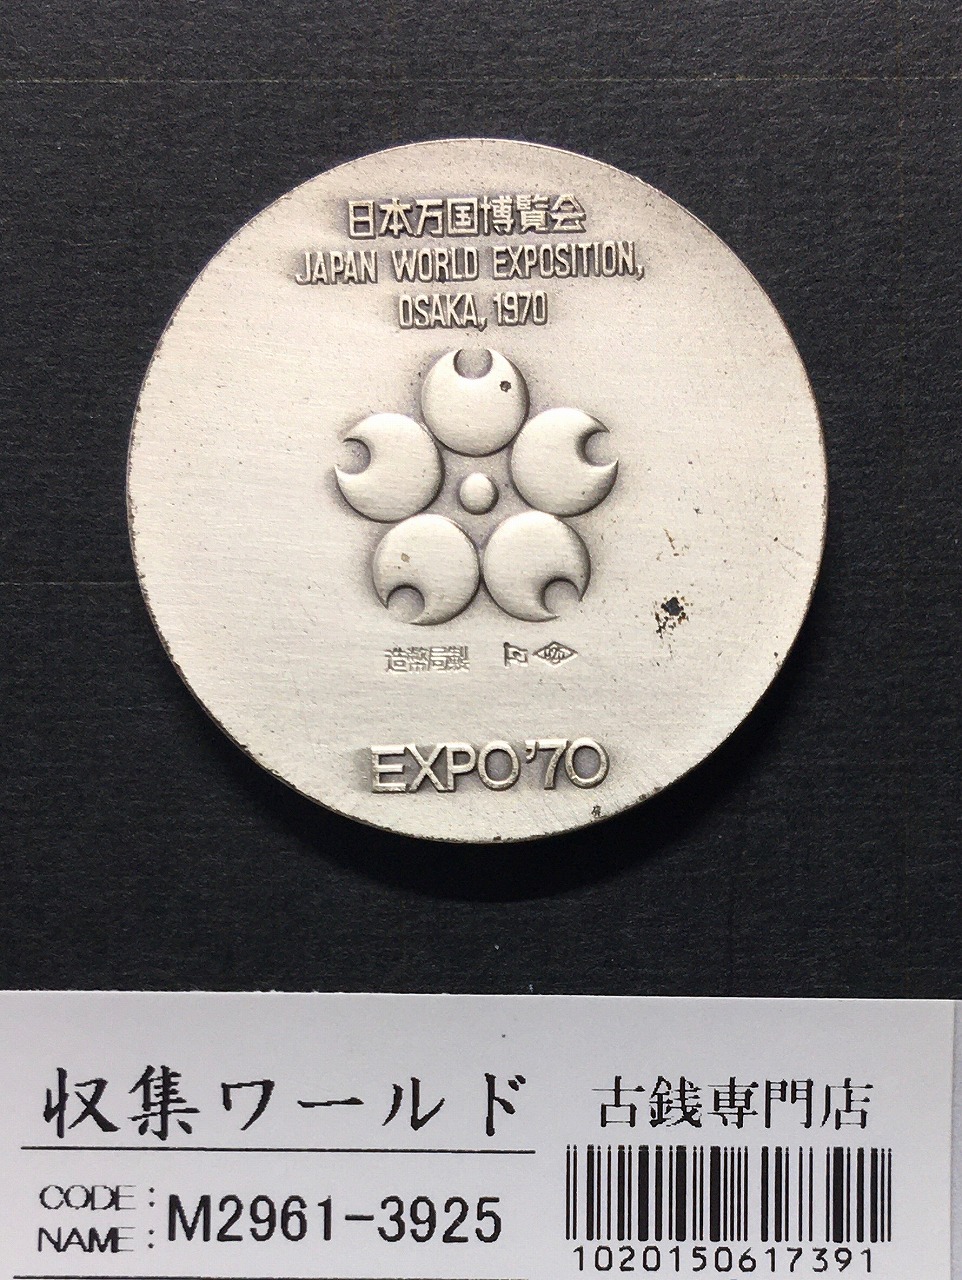 日本万国博覧会
JAPAN WORLD EXPOSITION,
OSAKA, 1970
造幣局製
EXPO'70
収集ワールド 古銭専門店
CODE:
NAME: M2961-3925
1020150617391